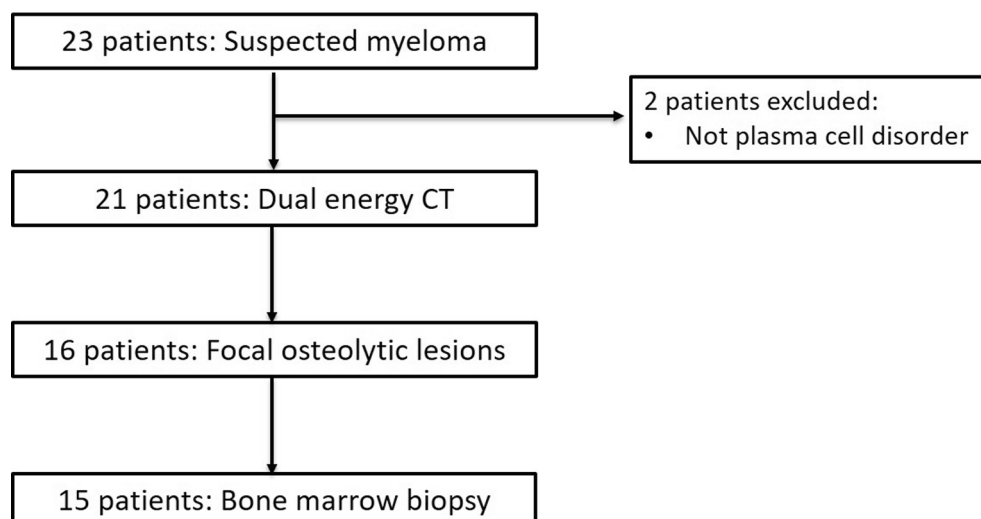 23 patients: Suspected myeloma
2 patients excluded:
• Not plasma cell disorder
21 patients: Dual energy CT
16 patients: Focal osteolytic lesions
15 patients: Bone marrow biopsy